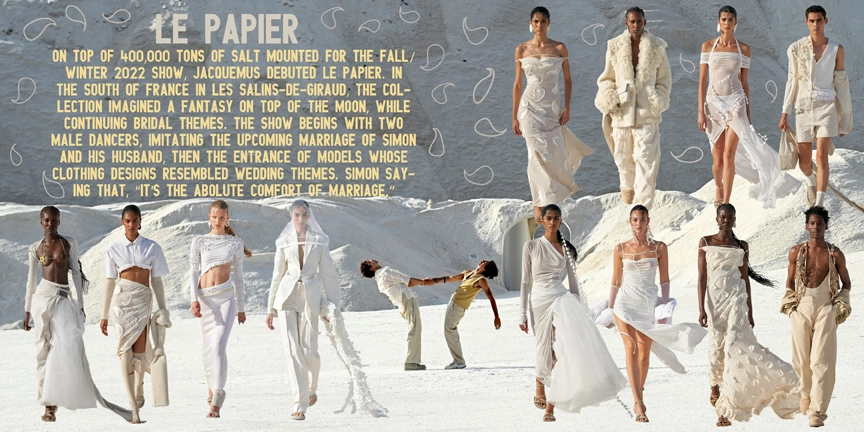 LE PAPIER
ON TOP OF 400,000 TONS OF SALT MOUNTED FOR THE FALL/
WINTER 2022 SHOW, JACQUEMUS DEBUTED LE PAPIER. IN
THE SOUTH OF FRANCE IN LES SALINS-DE-GIRAUD; THE COL-
LECTION IMAGINED A FANTASY ON TOP OF THE MOON, WHILE
CONTINUING BRIDAL THEMES. THE SHOW BEGINS WITH TWO
MALE DANCERS, IMITATING THE UPCOMING MARRIAGE OF SIMON
AND HIS HUSBAND, THEN THE ENTRANCE OF MODELS WHOSE
CLOTHING DESIGNS RESEMBLED WEDDING THEMES. SIMON SAY-
ING THAT, "IT'S THE ABOLUTE COMFORT OF MARRIAGE."